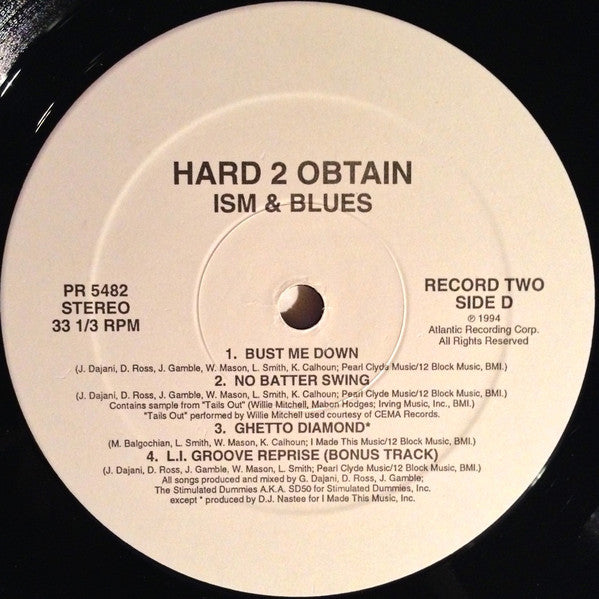 HARD 2 OBTAIN
ISM & BLUES
PR 5482
STEREO
33 1/3 RPM
RECORD TWO
SIDE D
℗ 1994
Atlantic Recording Corp.
All Rights Reserved
1. BUST ME DOWN
(J. Dajani, D. Ross, J. Gamble, W. Mason, L. Smith, K. Calhoun; Pearl Clyde Music/12 Block Music, BMI.)
2. NO BATTER SWING
(J. Dajani, D. Ross, J. Gamble, W. Mason, L. Smith, K. Calhoun; Pearl Clyde Music/12 Block Music, BMI.)
Contains sample from "Tails Out" (Willie Mitchell, Mabon Hodges; Irving Music, Inc., BMI)
"Tails Out" performed by Willie Mitchell used courtesy of CEMA Records.
3. GHETTO DIAMOND*
(M. Balgochian, L. Smith, W. Mason, K. Calhoun; I Made This Music/12 Block Music, BMI.)
4. L.I. GROOVE REPRISE (BONUS TRACK)
(J. Dajani, D. Ross, J. Gamble, W. Mason, L. Smith; Pearl Clyde Music/12 Block Music, BMI.)
All songs produced and mixed by G. Dajani, J. Gamble;
The Stimulated Dummies A.K.A. SD50 for Stimulated Dummies, Inc.
except * produced by D.J. Nastee for I Made This Music, Inc.